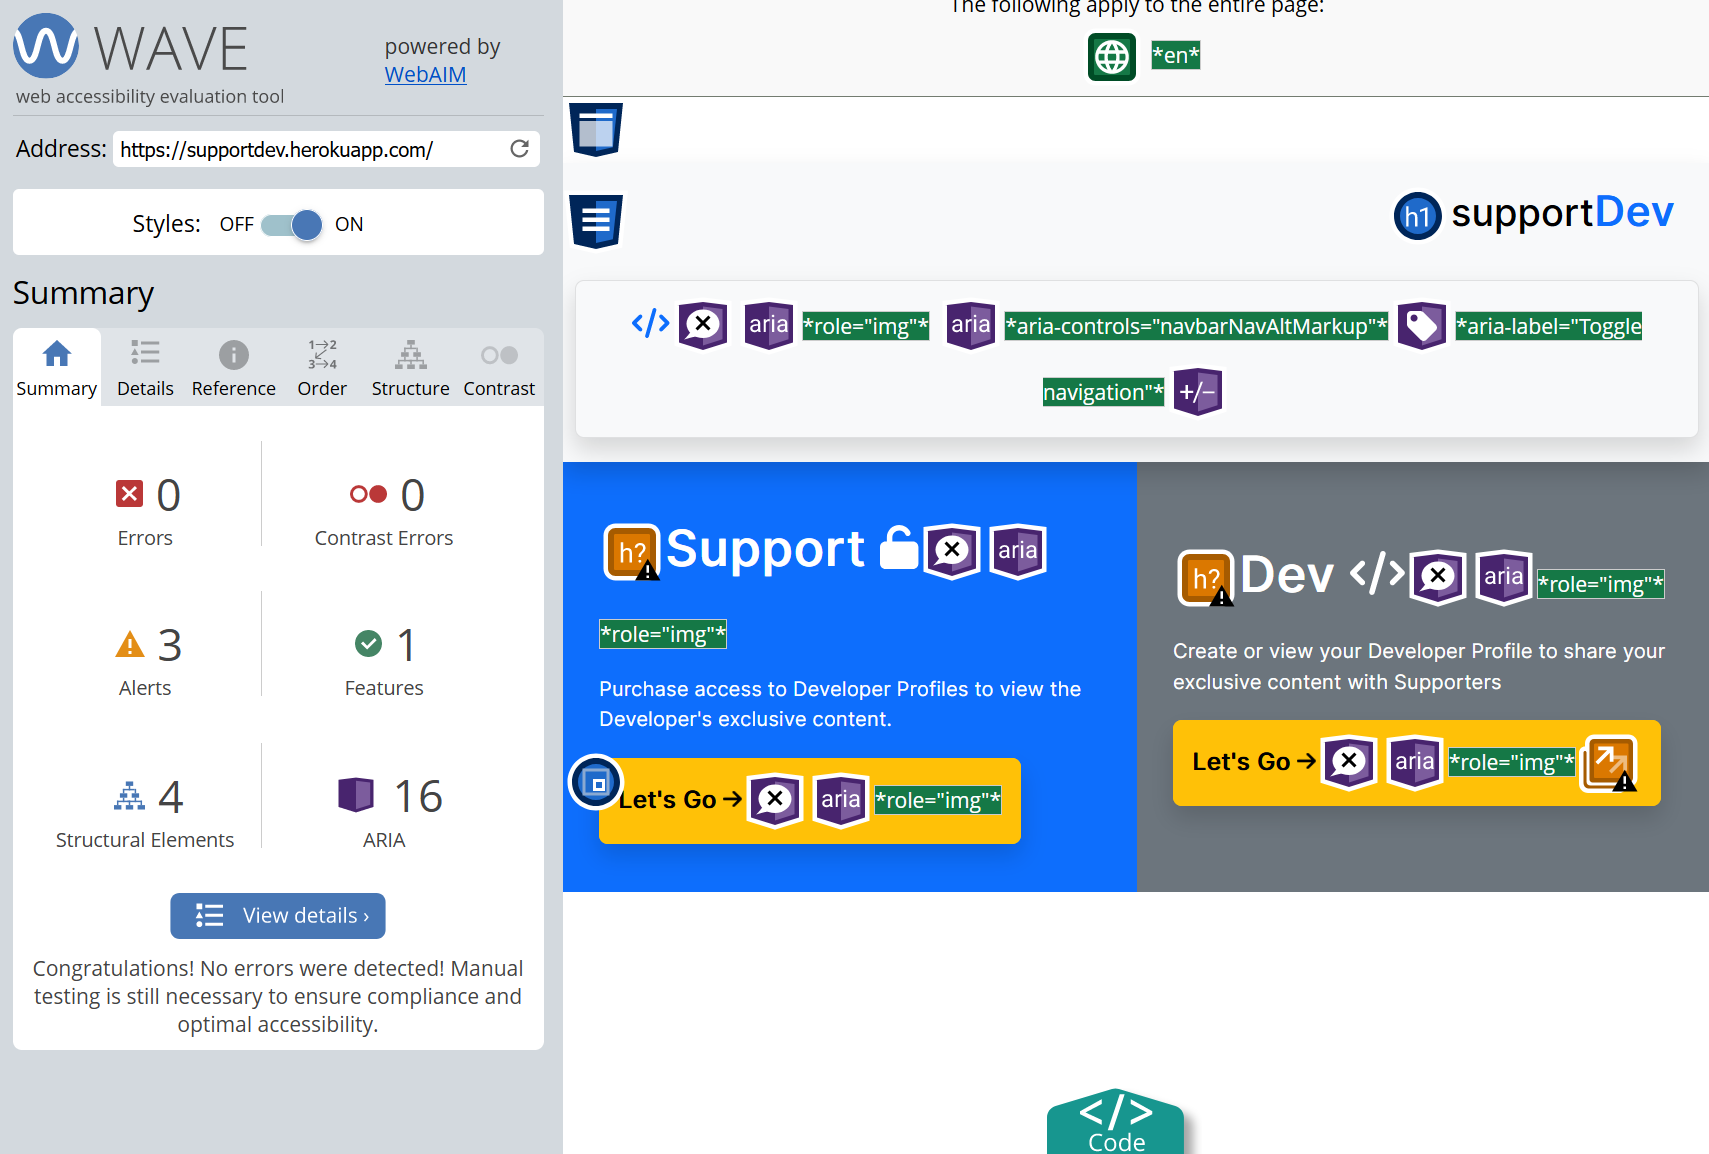 WAVE
powered by
WebAIM
web accessibility evaluation tool
Address: https://supportdev.herokuapp.com/
Styles: OFF ON
Summary
Summary Details Reference Order Structure Contrast
0 Errors
0 Contrast Errors
3 Alerts
1 Features
4 Structural Elements
16 ARIA
View details ›
Congratulations! No errors were detected! Manual
testing is still necessary to ensure compliance and
optimal accessibility.
The following apply to the entire page:
*en*
h1 supportDev
</> aria *role="img"* aria *aria-controls="navbarNavAltMarkup"* *aria-label="Toggle
navigation"* +/-
h? Support aria
*role="img"*
Purchase access to Developer Profiles to view the
Developer's exclusive content.
Let's Go → aria *role="img"*
h? Dev </> aria *role="img"*
Create or view your Developer Profile to share your
exclusive content with Supporters
Let's Go → aria *role="img"*
</>
Code